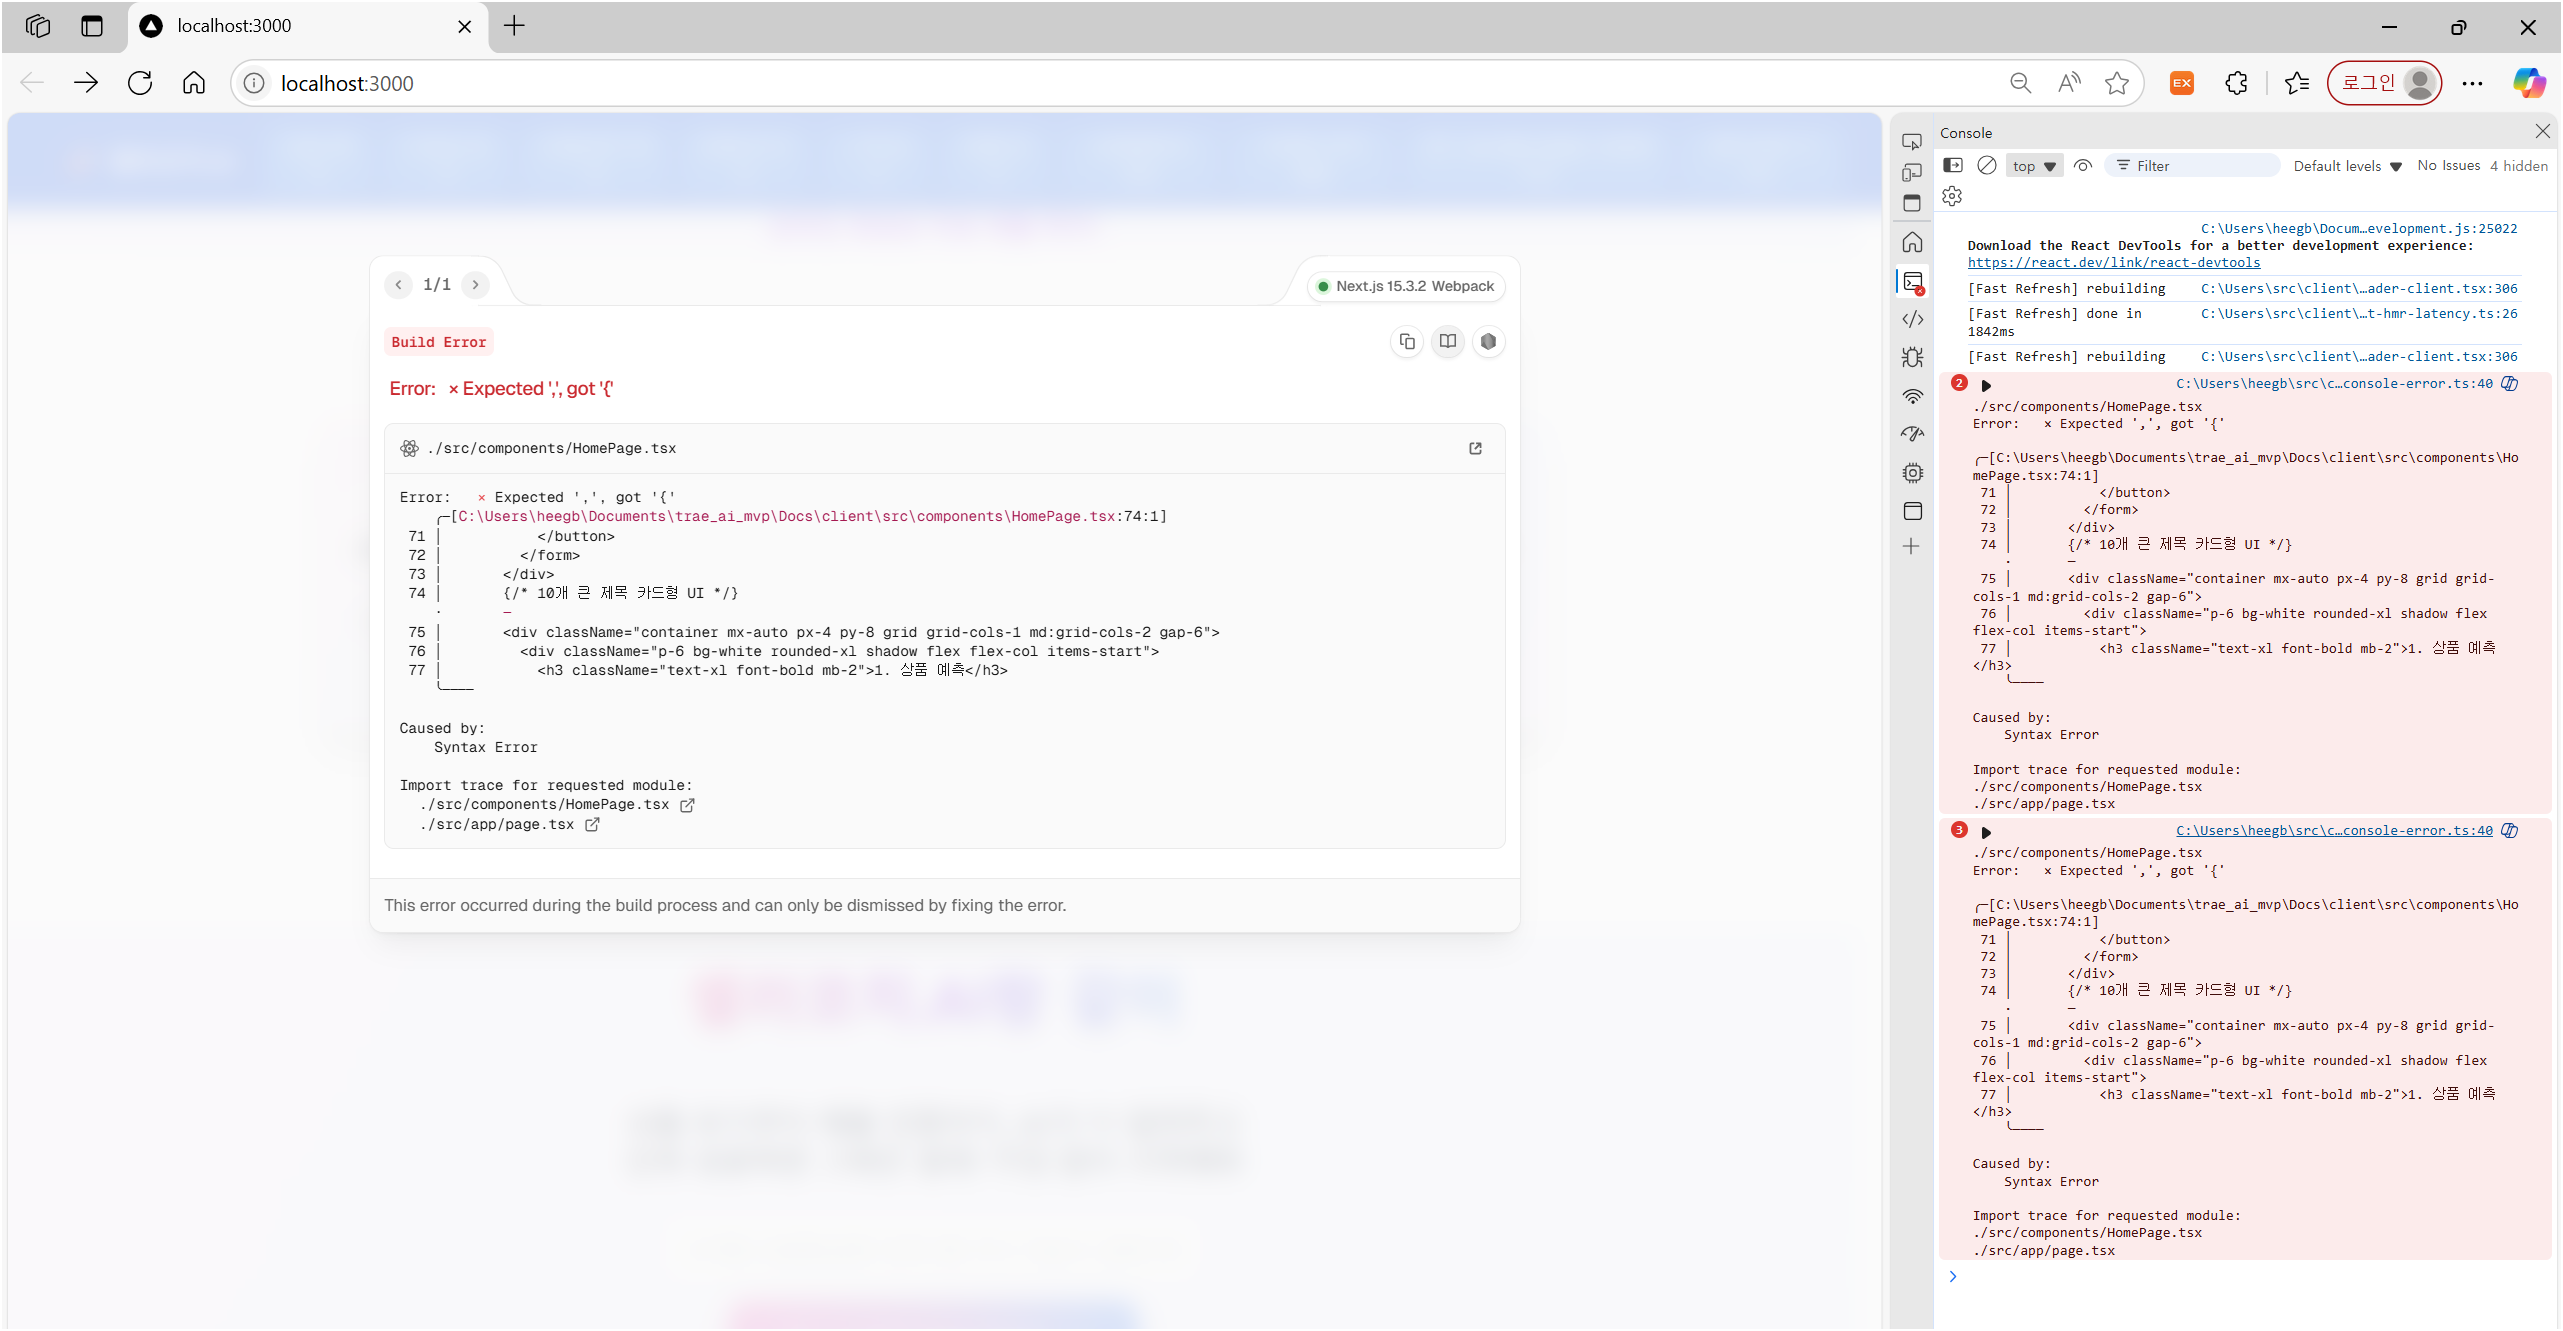 localhost:3000
localhost:3000
EX
로그인
1/1
Next.js 15.3.2 Webpack
Build Error
Error: × Expected ',', got '{'
./src/components/HomePage.tsx
Error:   × Expected ',', got '{'
╭─[C:\Users\heegb\Documents\trae_ai_mvp\Docs\client\src\components\HomePage.tsx:74:1]
71 │           </button>
72 │         </form>
73 │       </div>
74 │       {/* 10개 큰 제목 카드형 UI */}
·       ─
75 │       <div className="container mx-auto px-4 py-8 grid grid-cols-1 md:grid-cols-2 gap-6">
76 │         <div className="p-6 bg-white rounded-xl shadow flex flex-col items-start">
77 │           <h3 className="text-xl font-bold mb-2">1. 상품 예측</h3>
╰────
Caused by:
Syntax Error
Import trace for requested module:
./src/components/HomePage.tsx
./src/app/page.tsx
This error occurred during the build process and can only be dismissed by fixing the error.
Console
top
Filter
Default levels
No Issues
4 hidden
C:\Users\heegb\Docum…evelopment.js:25022
Download the React DevTools for a better development experience:
https://react.dev/link/react-devtools
[Fast Refresh] rebuilding C:\Users\src\client\…ader-client.tsx:306
[Fast Refresh] done in C:\Users\src\client\…t-hmr-latency.ts:26
1842ms
[Fast Refresh] rebuilding C:\Users\src\client\…ader-client.tsx:306
2 C:\Users\heegb\src\c…console-error.ts:40
./src/components/HomePage.tsx
Error:   × Expected ',', got '{'
╭─[C:\Users\heegb\Documents\trae_ai_mvp\Docs\client\src\components\Ho
mePage.tsx:74:1]
71 │           </button>
72 │         </form>
73 │       </div>
74 │       {/* 10개 큰 제목 카드형 UI */}
·       ─
75 │       <div className="container mx-auto px-4 py-8 grid grid-
cols-1 md:grid-cols-2 gap-6">
76 │         <div className="p-6 bg-white rounded-xl shadow flex
flex-col items-start">
77 │           <h3 className="text-xl font-bold mb-2">1. 상품 예측
</h3>
╰────
Caused by:
Syntax Error
Import trace for requested module:
./src/components/HomePage.tsx
./src/app/page.tsx
3 C:\Users\heegb\src\c…console-error.ts:40
./src/components/HomePage.tsx
Error:   × Expected ',', got '{'
╭─[C:\Users\heegb\Documents\trae_ai_mvp\Docs\client\src\components\Ho
mePage.tsx:74:1]
71 │           </button>
72 │         </form>
73 │       </div>
74 │       {/* 10개 큰 제목 카드형 UI */}
·       ─
75 │       <div className="container mx-auto px-4 py-8 grid grid-
cols-1 md:grid-cols-2 gap-6">
76 │         <div className="p-6 bg-white rounded-xl shadow flex
flex-col items-start">
77 │           <h3 className="text-xl font-bold mb-2">1. 상품 예측
</h3>
╰────
Caused by:
Syntax Error
Import trace for requested module:
./src/components/HomePage.tsx
./src/app/page.tsx